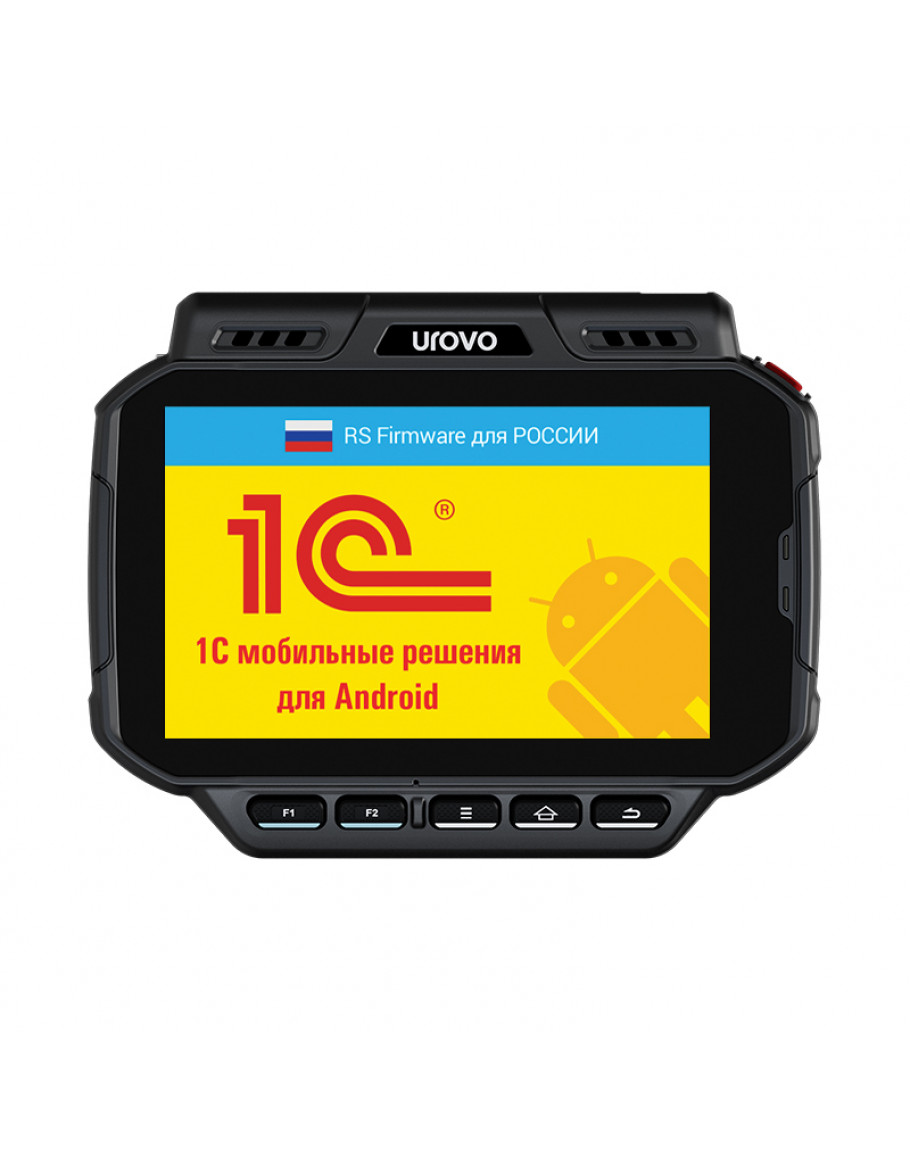 urovo
RS Firmware для РОССИИ
1С ®
1С мобильные решения
для Android
F1 F2